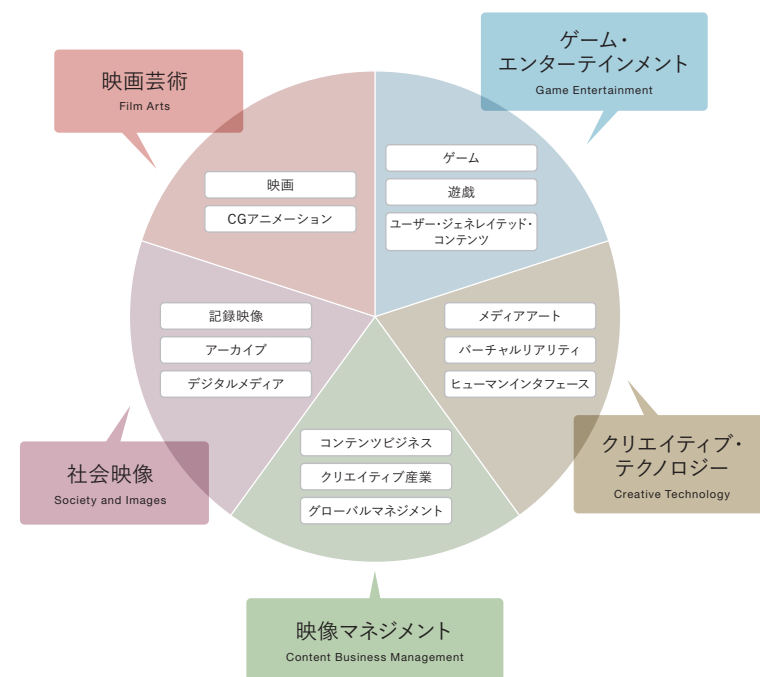 映画芸術
Film Arts
映画
CGアニメーション
ゲーム・
エンターテインメント
Game Entertainment
ゲーム
遊戯
ユーザー・ジェネレイテッド・
コンテンツ
メディアアート
バーチャルリアリティ
ヒューマンインタフェース
クリエイティブ・
テクノロジー
Creative Technology
記録映像
アーカイブ
デジタルメディア
社会映像
Society and Images
コンテンツビジネス
クリエイティブ産業
グローバルマネジメント
映像マネジメント
Content Business Management